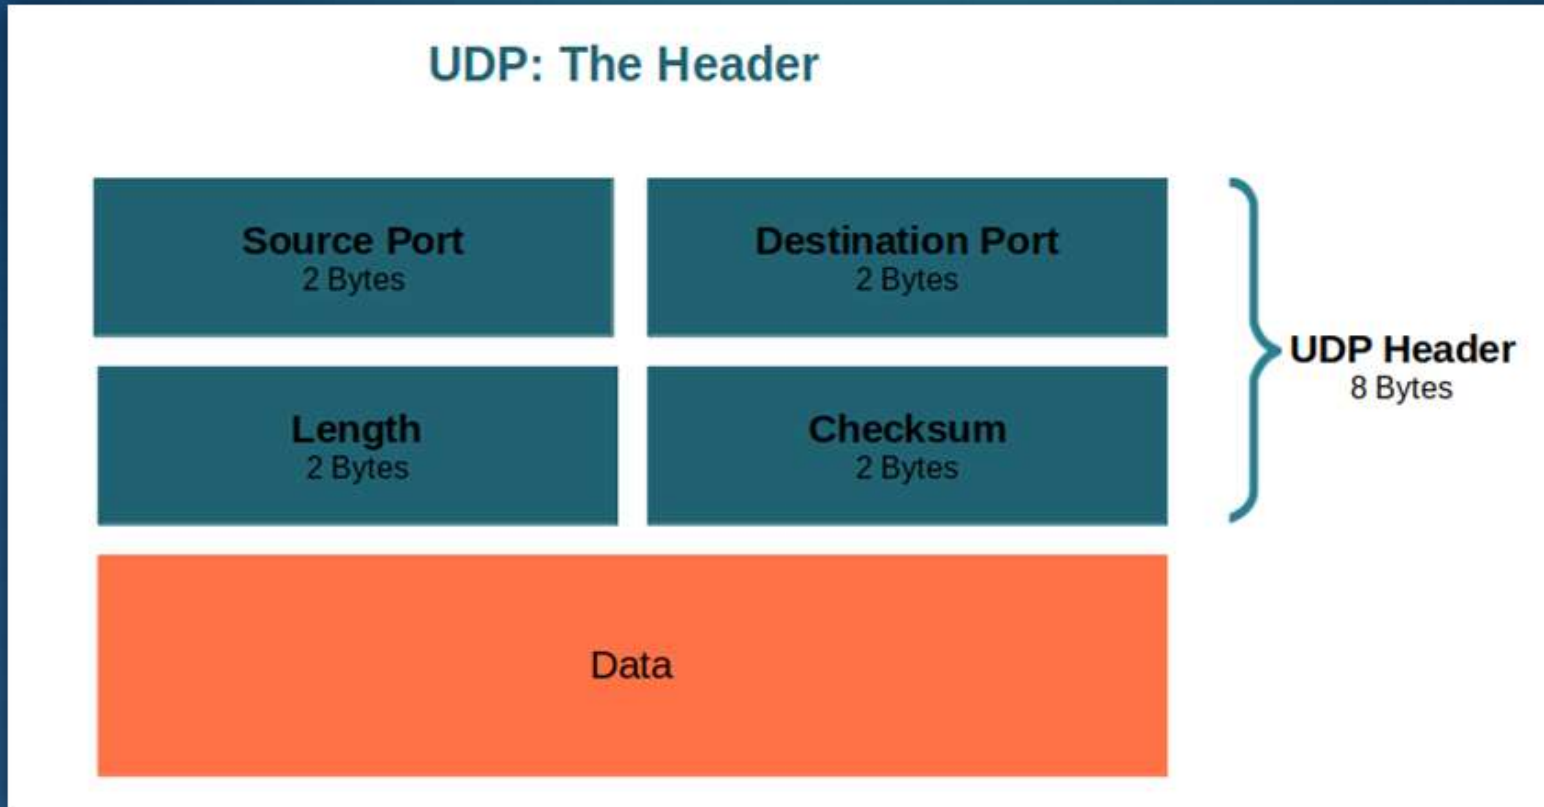 UDP: The Header
Source Port
2 Bytes
Destination Port
2 Bytes
Length
2 Bytes
Checksum
2 Bytes
UDP Header
8 Bytes
Data